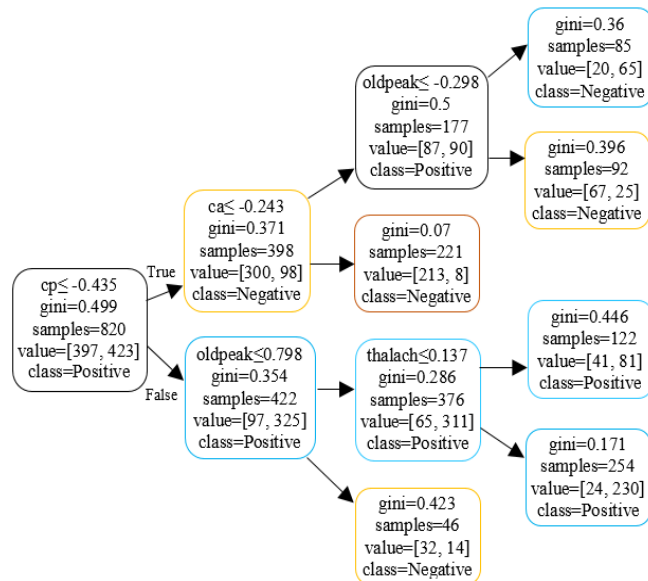 cp≤ -0.435
gini=0.499
samples=820
value=[397, 423]
class=Positive
True
False
ca≤ -0.243
gini=0.371
samples=398
value=[300, 98]
class=Negative
oldpeak≤0.798
gini=0.354
samples=422
value=[97, 325]
class=Positive
oldpeak≤ -0.298
gini=0.5
samples=177
value=[87, 90]
class=Positive
gini=0.07
samples=221
value=[213, 8]
class=Negative
thalach≤0.137
gini=0.286
samples=376
value=[65, 311]
class=Positive
gini=0.423
samples=46
value=[32, 14]
class=Negative
gini=0.36
samples=85
value=[20, 65]
class=Negative
gini=0.396
samples=92
value=[67, 25]
class=Negative
gini=0.446
samples=122
value=[41, 81]
class=Positive
gini=0.171
samples=254
value=[24, 230]
class=Positive